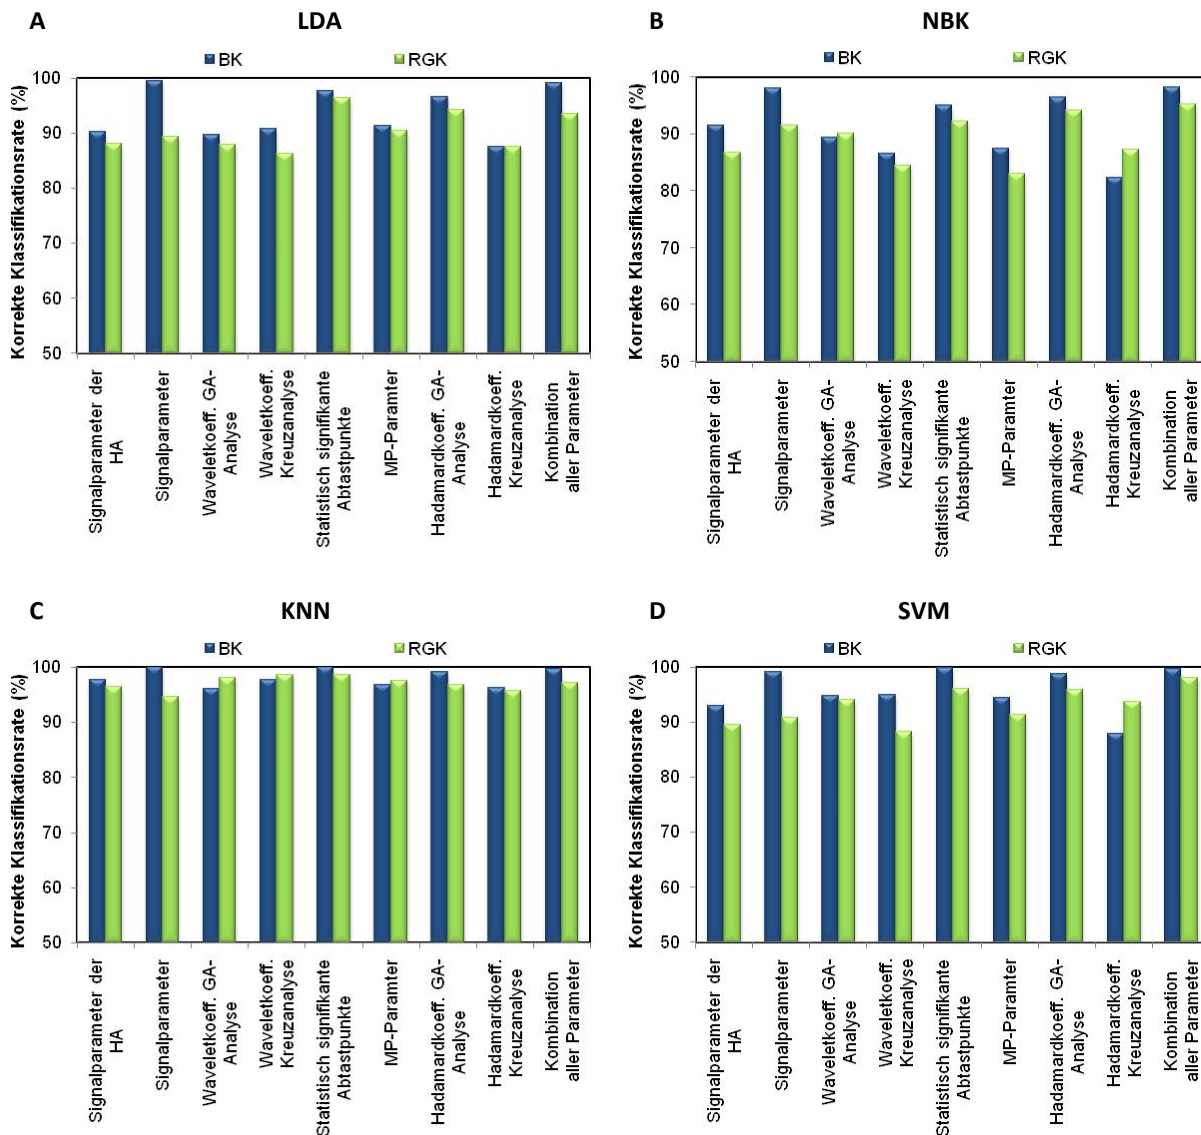 A
LDA
BK
RGK
Korrekte Klassifikationsrate (%)
100
90
80
70
60
50
Signalparameter der
HA
Signalparameter
Waveletkoeff. GA-
Analyse
Waveletkoeff.
Kreuzanalyse
Statistisch signifikante
Abtastpunkte
MP-Paramter
Hadamardkoeff. GA-
Analyse
Hadamardkoeff.
Kreuzanalyse
Kombination
aller Parameter
B
NBK
BK
RGK
Korrekte Klassifikationsrate (%)
100
90
80
70
60
50
Signalparameter der
HA
Signalparameter
Waveletkoeff. GA-
Analyse
Waveletkoeff.
Kreuzanalyse
Statistisch signifikante
Abtastpunkte
MP-Paramter
Hadamardkoeff. GA-
Analyse
Hadamardkoeff.
Kreuzanalyse
Kombination
aller Parameter
C
KNN
BK
RGK
Korrekte Klassifikationsrate (%)
100
90
80
70
60
50
Signalparameter der
HA
Signalparameter
Waveletkoeff. GA-
Analyse
Waveletkoeff.
Kreuzanalyse
Statistisch signifikante
Abtastpunkte
MP-Paramter
Hadamardkoeff. GA-
Analyse
Hadamardkoeff.
Kreuzanalyse
Kombination
aller Parameter
D
SVM
BK
RGK
Korrekte Klassifikationsrate (%)
100
90
80
70
60
50
Signalparameter der
HA
Signalparameter
Waveletkoeff. GA-
Analyse
Waveletkoeff.
Kreuzanalyse
Statistisch signifikante
Abtastpunkte
MP-Paramter
Hadamardkoeff. GA-
Analyse
Hadamardkoeff.
Kreuzanalyse
Kombination
aller Parameter